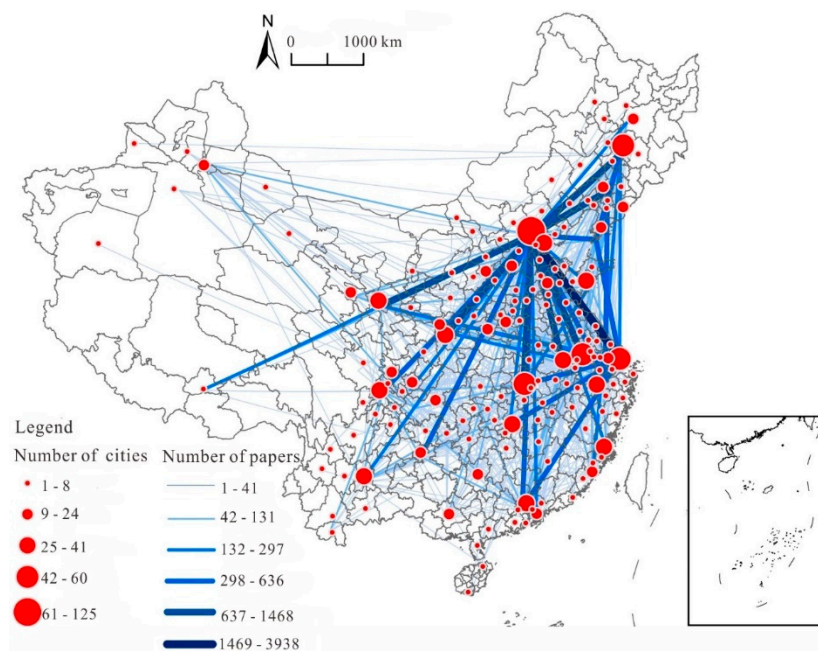 N
0 1000 km
Legend
Number of cities
1 - 8
9 - 24
25 - 41
42 - 60
61 - 125
Number of papers
1 - 41
42 - 131
132 - 297
298 - 636
637 - 1468
1469 - 3938